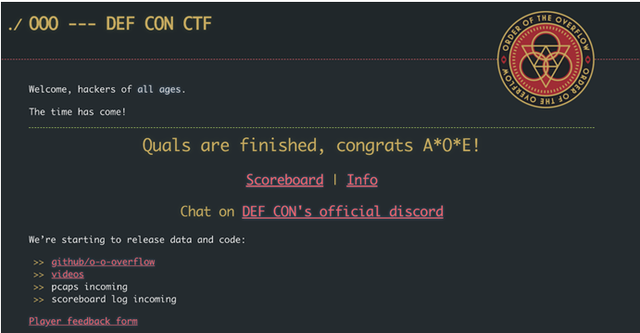 ./ OOO --- DEF CON CTF
ORDER OF THE OVERFLOW
ORDER OF THE OVERFLOW
Welcome, hackers of all ages.
The time has come!
Quals are finished, congrats A*O*E!
Scoreboard | Info
Chat on DEF CON's official discord
We're starting to release data and code:
>> github/o-o-overflow
>> videos
>> pcaps incoming
>> scoreboard log incoming
Player feedback form